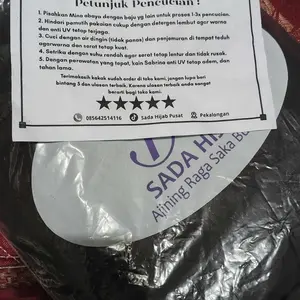 Petunjuk Pencucian :
1. Pisahkan Mina abaya dengan baju yg lain untuk proses 1-3x pencucian.
2. Hindari pemutih pakaian cukup dengan detergen lembut agar warna
dan anti UV tetap terjaga.
3. Cuci dengan air dingin (tidak panas) dan penjemuran di tempat teduh
agarwarna dan serat tetap kuat.
4. Setrika dengan suhu rendah agar serat tetap lentur dan tidak rusak.
5. Dengan perawatan yang tepat, kain Sabrina anti UV tetap adem, dan
tahan lama.
Terimakasih kakak sudah order di toko kami, jangan lupa beri
bintang 5 dan ulasan terbaik. Karena ulasan terbaik anda sangat
berarti bagi toko kami.
085642514116 Sada Hijab Pusat Pekalongan
SADA HI
Ajining Raga Saka Bu